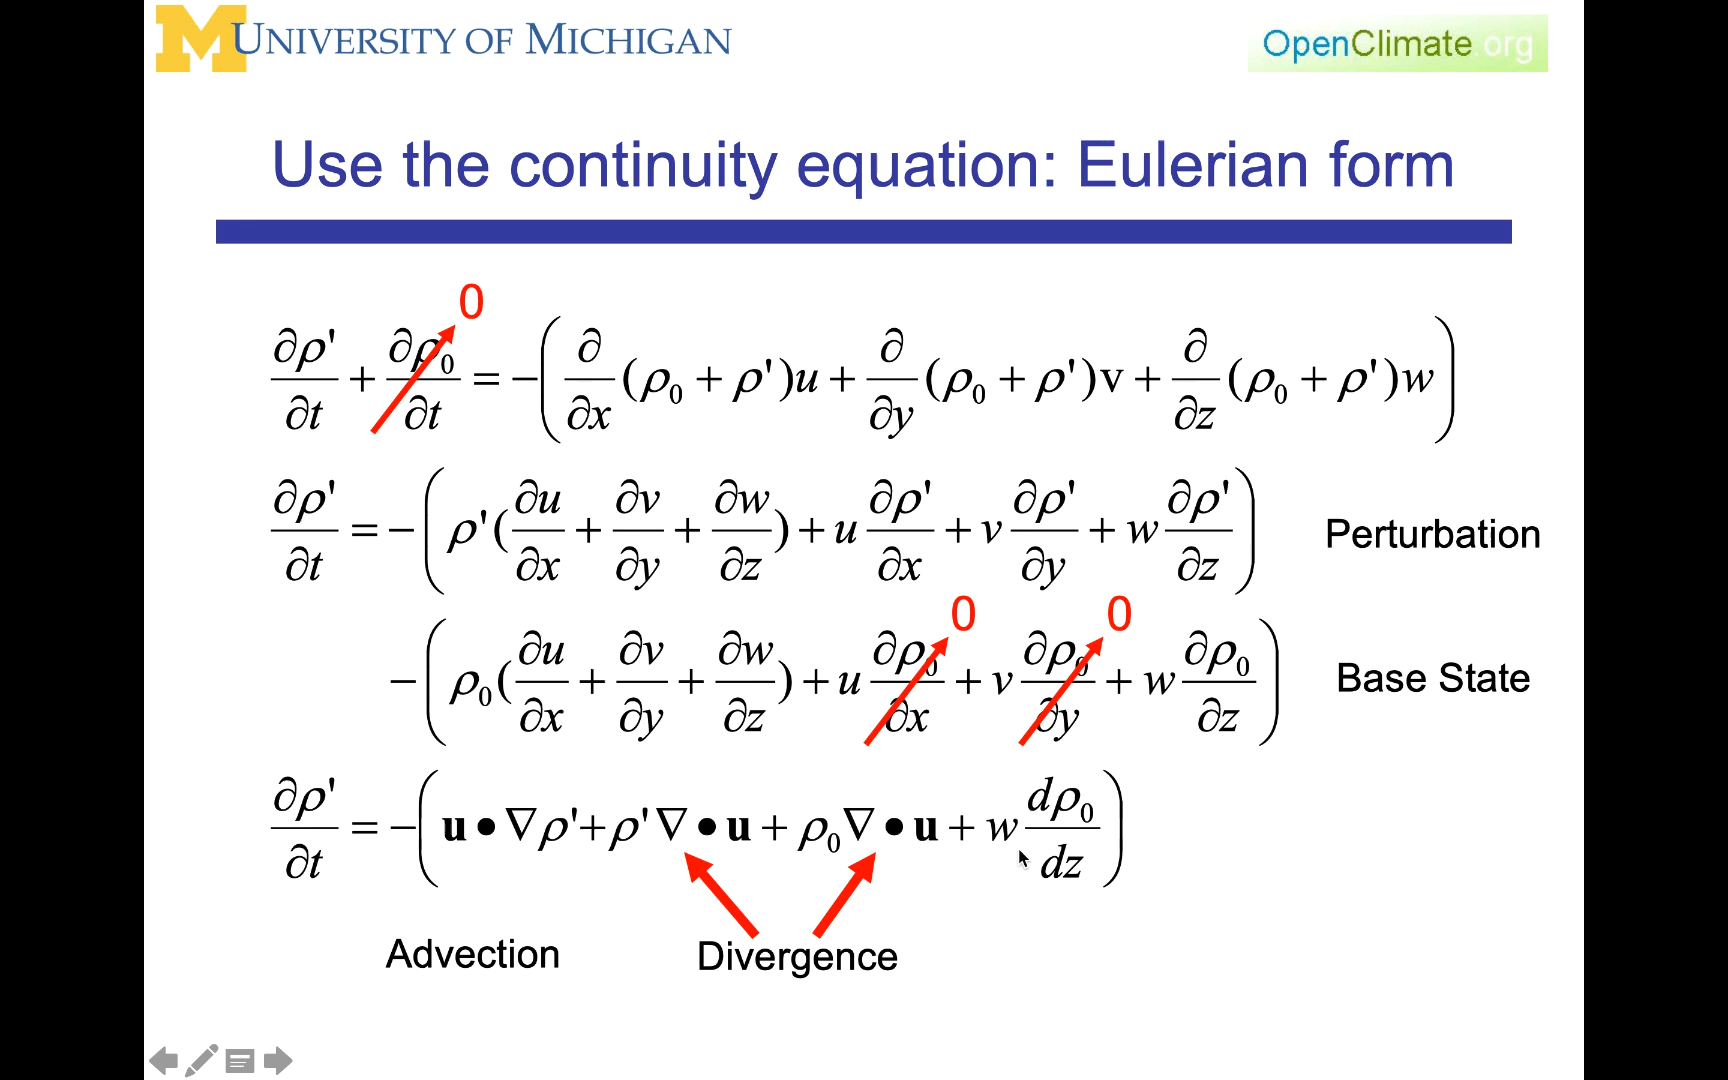 UNIVERSITY OF MICHIGAN
OpenClimate.org
Use the continuity equation: Eulerian form
0
∂ρ'/∂t + ∂ρ₀/∂t = −( ∂/∂x (ρ₀ + ρ')u + ∂/∂y (ρ₀ + ρ')v + ∂/∂z (ρ₀ + ρ')w )
∂ρ'/∂t = −( ρ'(∂u/∂x + ∂v/∂y + ∂w/∂z) + u ∂ρ'/∂x + v ∂ρ'/∂y + w ∂ρ'/∂z ) Perturbation
0 0
−( ρ₀(∂u/∂x + ∂v/∂y + ∂w/∂z) + u ∂ρ₀/∂x + v ∂ρ₀/∂y + w ∂ρ₀/∂z ) Base State
∂ρ'/∂t = −( u • ∇ρ' + ρ'∇ • u + ρ₀∇ • u + w dρ₀/dz )
Advection Divergence